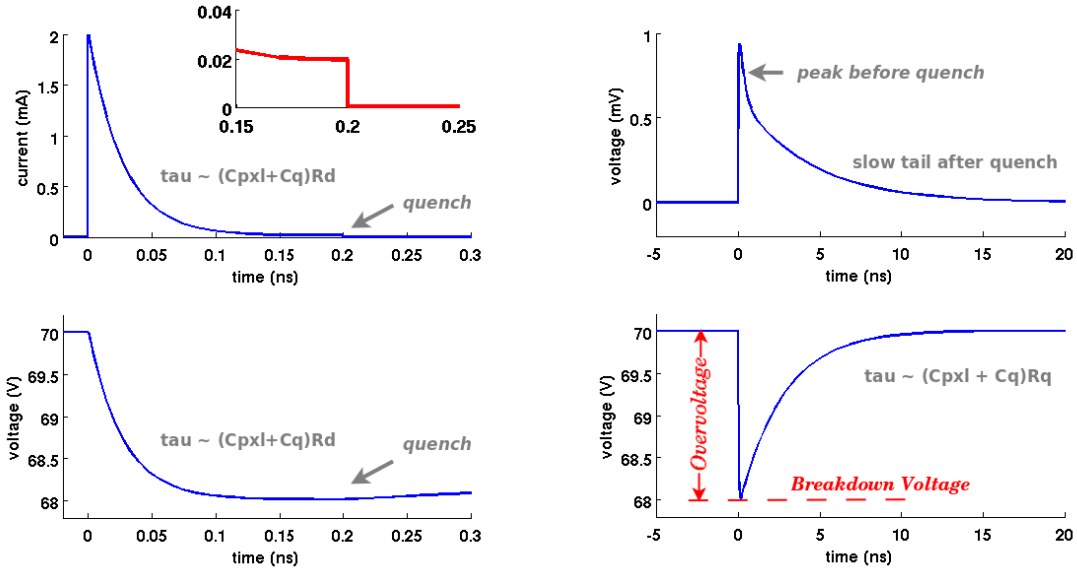 0.04
0.02
0
0.15
0.2
0.25
2
1.5
1
0.5
0
current (mA)
tau ~ (Cpxl+Cq)Rd
quench
0
0.05
0.1
0.15
0.2
0.25
0.3
time (ns)
1
0.5
0
voltage (mV)
peak before quench
slow tail after quench
-5
0
5
10
15
20
time (ns)
70
69.5
69
68.5
68
voltage (V)
tau ~ (Cpxl+Cq)Rd
quench
0
0.05
0.1
0.15
0.2
0.25
0.3
time (ns)
70
69.5
69
68.5
68
voltage (V)
Overvoltage
tau ~ (Cpxl + Cq)Rq
Breakdown Voltage
-5
0
5
10
15
20
time (ns)